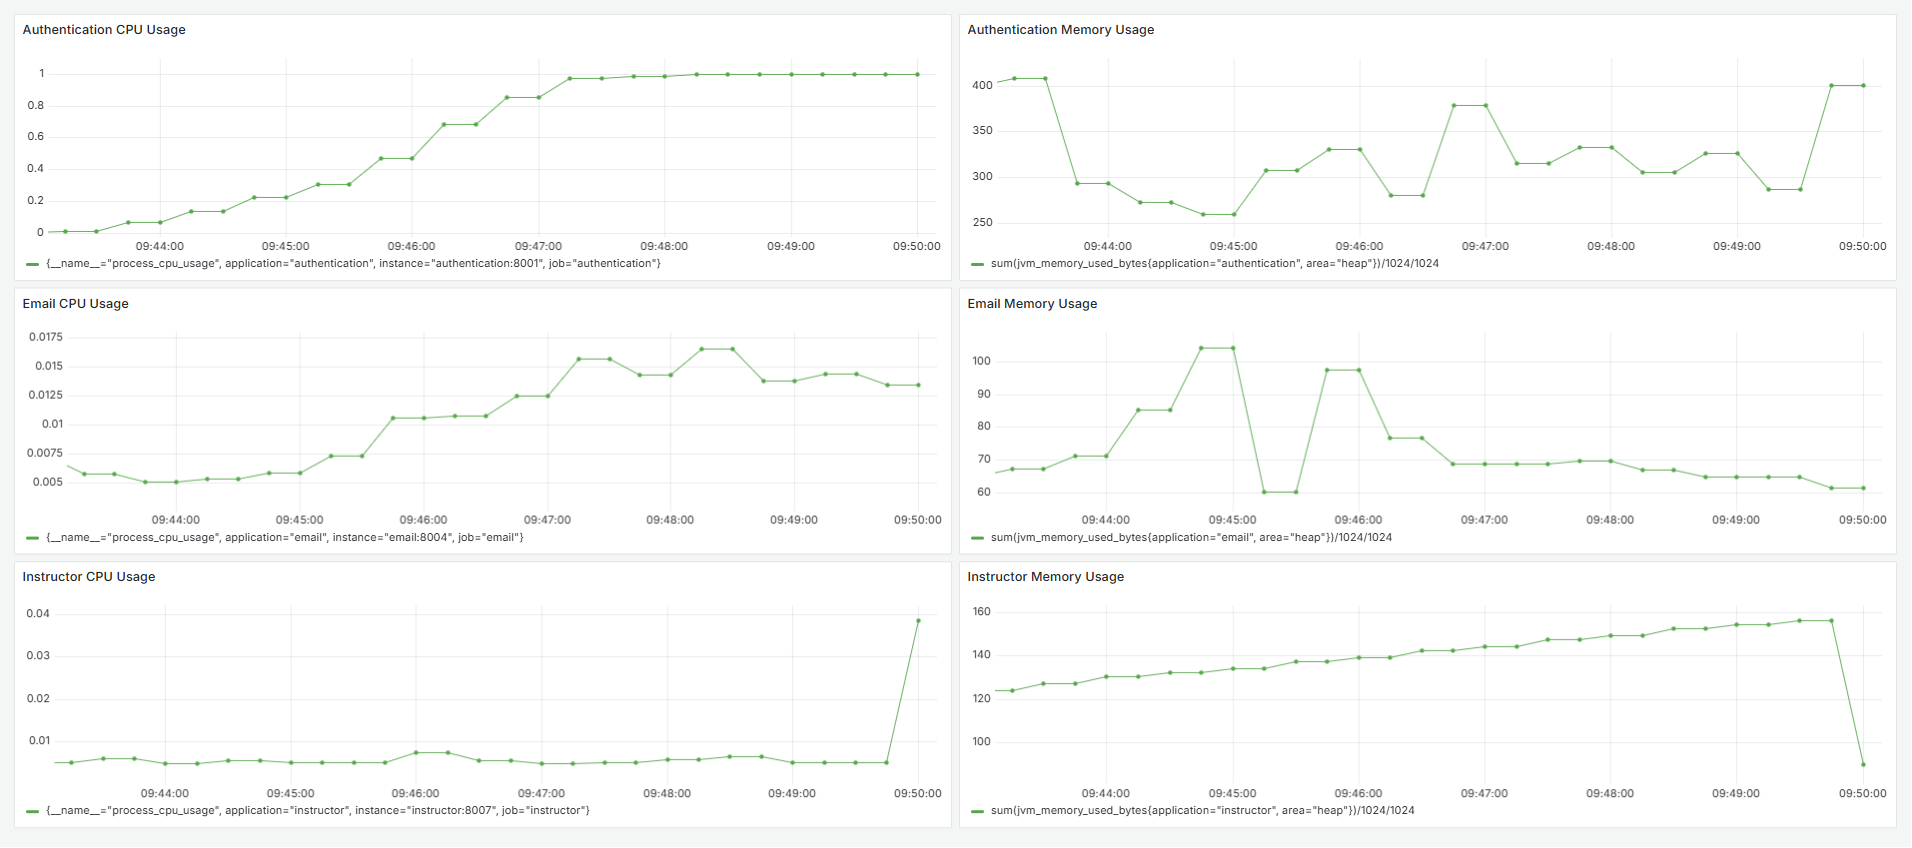 Authentication CPU Usage
1
0.8
0.6
0.4
0.2
0
09:44:00 09:45:00 09:46:00 09:47:00 09:48:00 09:49:00 09:50:00
{__name__="process_cpu_usage", application="authentication", instance="authentication:8001", job="authentication"}
Authentication Memory Usage
400
350
300
250
09:44:00 09:45:00 09:46:00 09:47:00 09:48:00 09:49:00 09:50:00
sum(jvm_memory_used_bytes{application="authentication", area="heap"})/1024/1024
Email CPU Usage
0.0175
0.015
0.0125
0.01
0.0075
0.005
09:44:00 09:45:00 09:46:00 09:47:00 09:48:00 09:49:00 09:50:00
{__name__="process_cpu_usage", application="email", instance="email:8004", job="email"}
Email Memory Usage
100
90
80
70
60
09:44:00 09:45:00 09:46:00 09:47:00 09:48:00 09:49:00 09:50:00
sum(jvm_memory_used_bytes{application="email", area="heap"})/1024/1024
Instructor CPU Usage
0.04
0.03
0.02
0.01
09:44:00 09:45:00 09:46:00 09:47:00 09:48:00 09:49:00 09:50:00
{__name__="process_cpu_usage", application="instructor", instance="instructor:8007", job="instructor"}
Instructor Memory Usage
160
140
120
100
09:44:00 09:45:00 09:46:00 09:47:00 09:48:00 09:49:00 09:50:00
sum(jvm_memory_used_bytes{application="instructor", area="heap"})/1024/1024